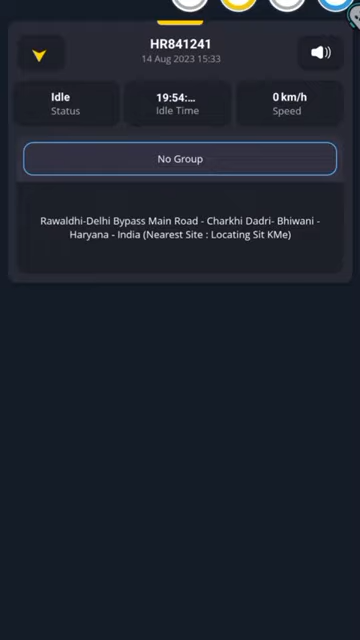 HR841241
14 Aug 2023 15:33
Idle
Status
19:54:...
Idle Time
0 km/h
Speed
No Group
Rawaldhi-Delhi Bypass Main Road - Charkhi Dadri- Bhiwani -
Haryana - India (Nearest Site : Locating Sit KMe)